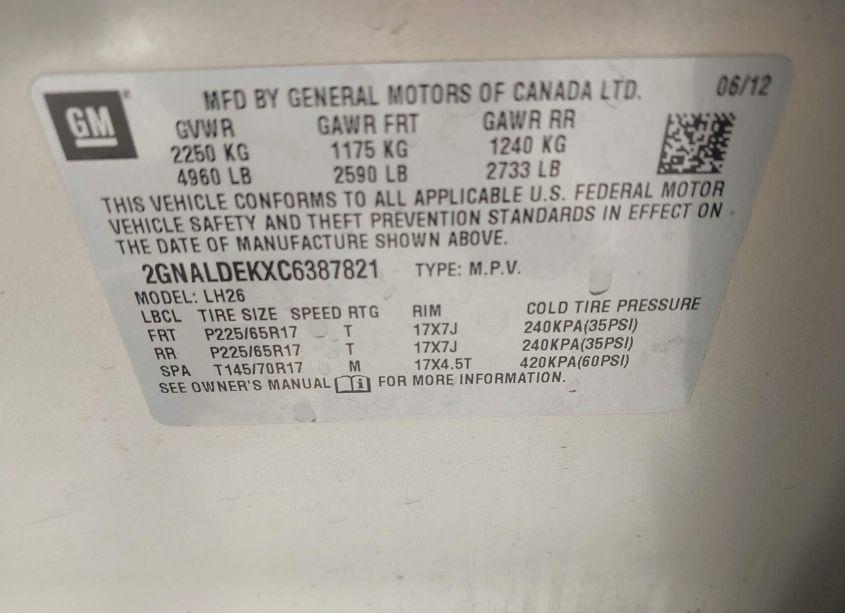 GM ® MFD BY GENERAL MOTORS OF CANADA LTD. 06/12
GVWR GAWR FRT GAWR RR
2250 KG 1175 KG 1240 KG
4960 LB 2590 LB 2733 LB
THIS VEHICLE CONFORMS TO ALL APPLICABLE U.S. FEDERAL MOTOR
VEHICLE SAFETY AND THEFT PREVENTION STANDARDS IN EFFECT ON
THE DATE OF MANUFACTURE SHOWN ABOVE.
2GNALDEKXC6387821 TYPE: M.P.V.
MODEL: LH26
LBCL TIRE SIZE SPEED RTG RIM COLD TIRE PRESSURE
FRT P225/65R17 T 17X7J 240KPA(35PSI)
RR P225/65R17 T 17X7J 240KPA(35PSI)
SPA T145/70R17 M 17X4.5T 420KPA(60PSI)
SEE OWNER'S MANUAL i FOR MORE INFORMATION.